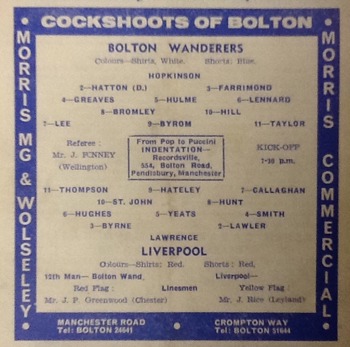 • COCKSHOOTS OF BOLTON •
MORRIS MG & WOLSELEY
MORRIS COMMERCIAL
BOLTON WANDERERS
Colours—Shirts, White. Shorts: Blue.
HOPKINSON
2—HATTON (D.) 3—FARRIMOND
4—GREAVES 5—HULME 6—LENNARD
8—BROMLEY 10—HILL
7—LEE 9—BYROM 11—TAYLOR
Referee :
Mr. J. FINNEY
(Wellington)
From Pop to Puccini
INDENTATION—
Recordsville,
554, Bolton Road,
Pendlebury, Manchester
KICK-OFF
7-30 p.m.
11—THOMPSON 9—HATELEY 7—CALLAGHAN
10—ST. JOHN 8—HUNT
6—HUGHES 5—YEATS 4—SMITH
3—BYRNE 2—LAWLER
LAWRENCE
LIVERPOOL
Colours—Shirts: Red. Shorts: Red.
12th Man— Bolton Wand. Liverpool—
Red Flag : Linesmen Yellow Flag :
Mr. J. P. Greenwood (Chester) Mr. J. Rice (Leyland)
MANCHESTER ROAD • CROMPTON WAY
Tel: BOLTON 24641 Tel: BOLTON 51644